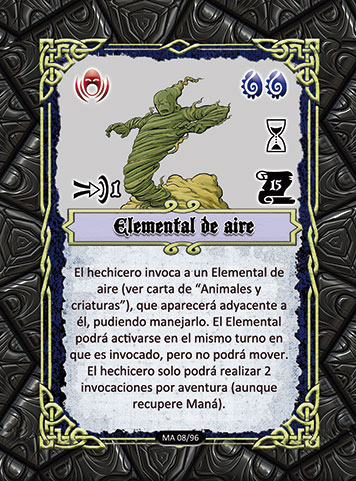 1
15
Elemental de aire
El hechicero invoca a un Elemental de
aire (ver carta de “Animales y
criaturas”), que aparecerá adyacente a
él, pudiendo manejarlo. El Elemental
podrá activarse en el mismo turno en
que es invocado, pero no podrá mover.
El hechicero solo podrá realizar 2
invocaciones por aventura (aunque
recupere Maná).
MA 08/96